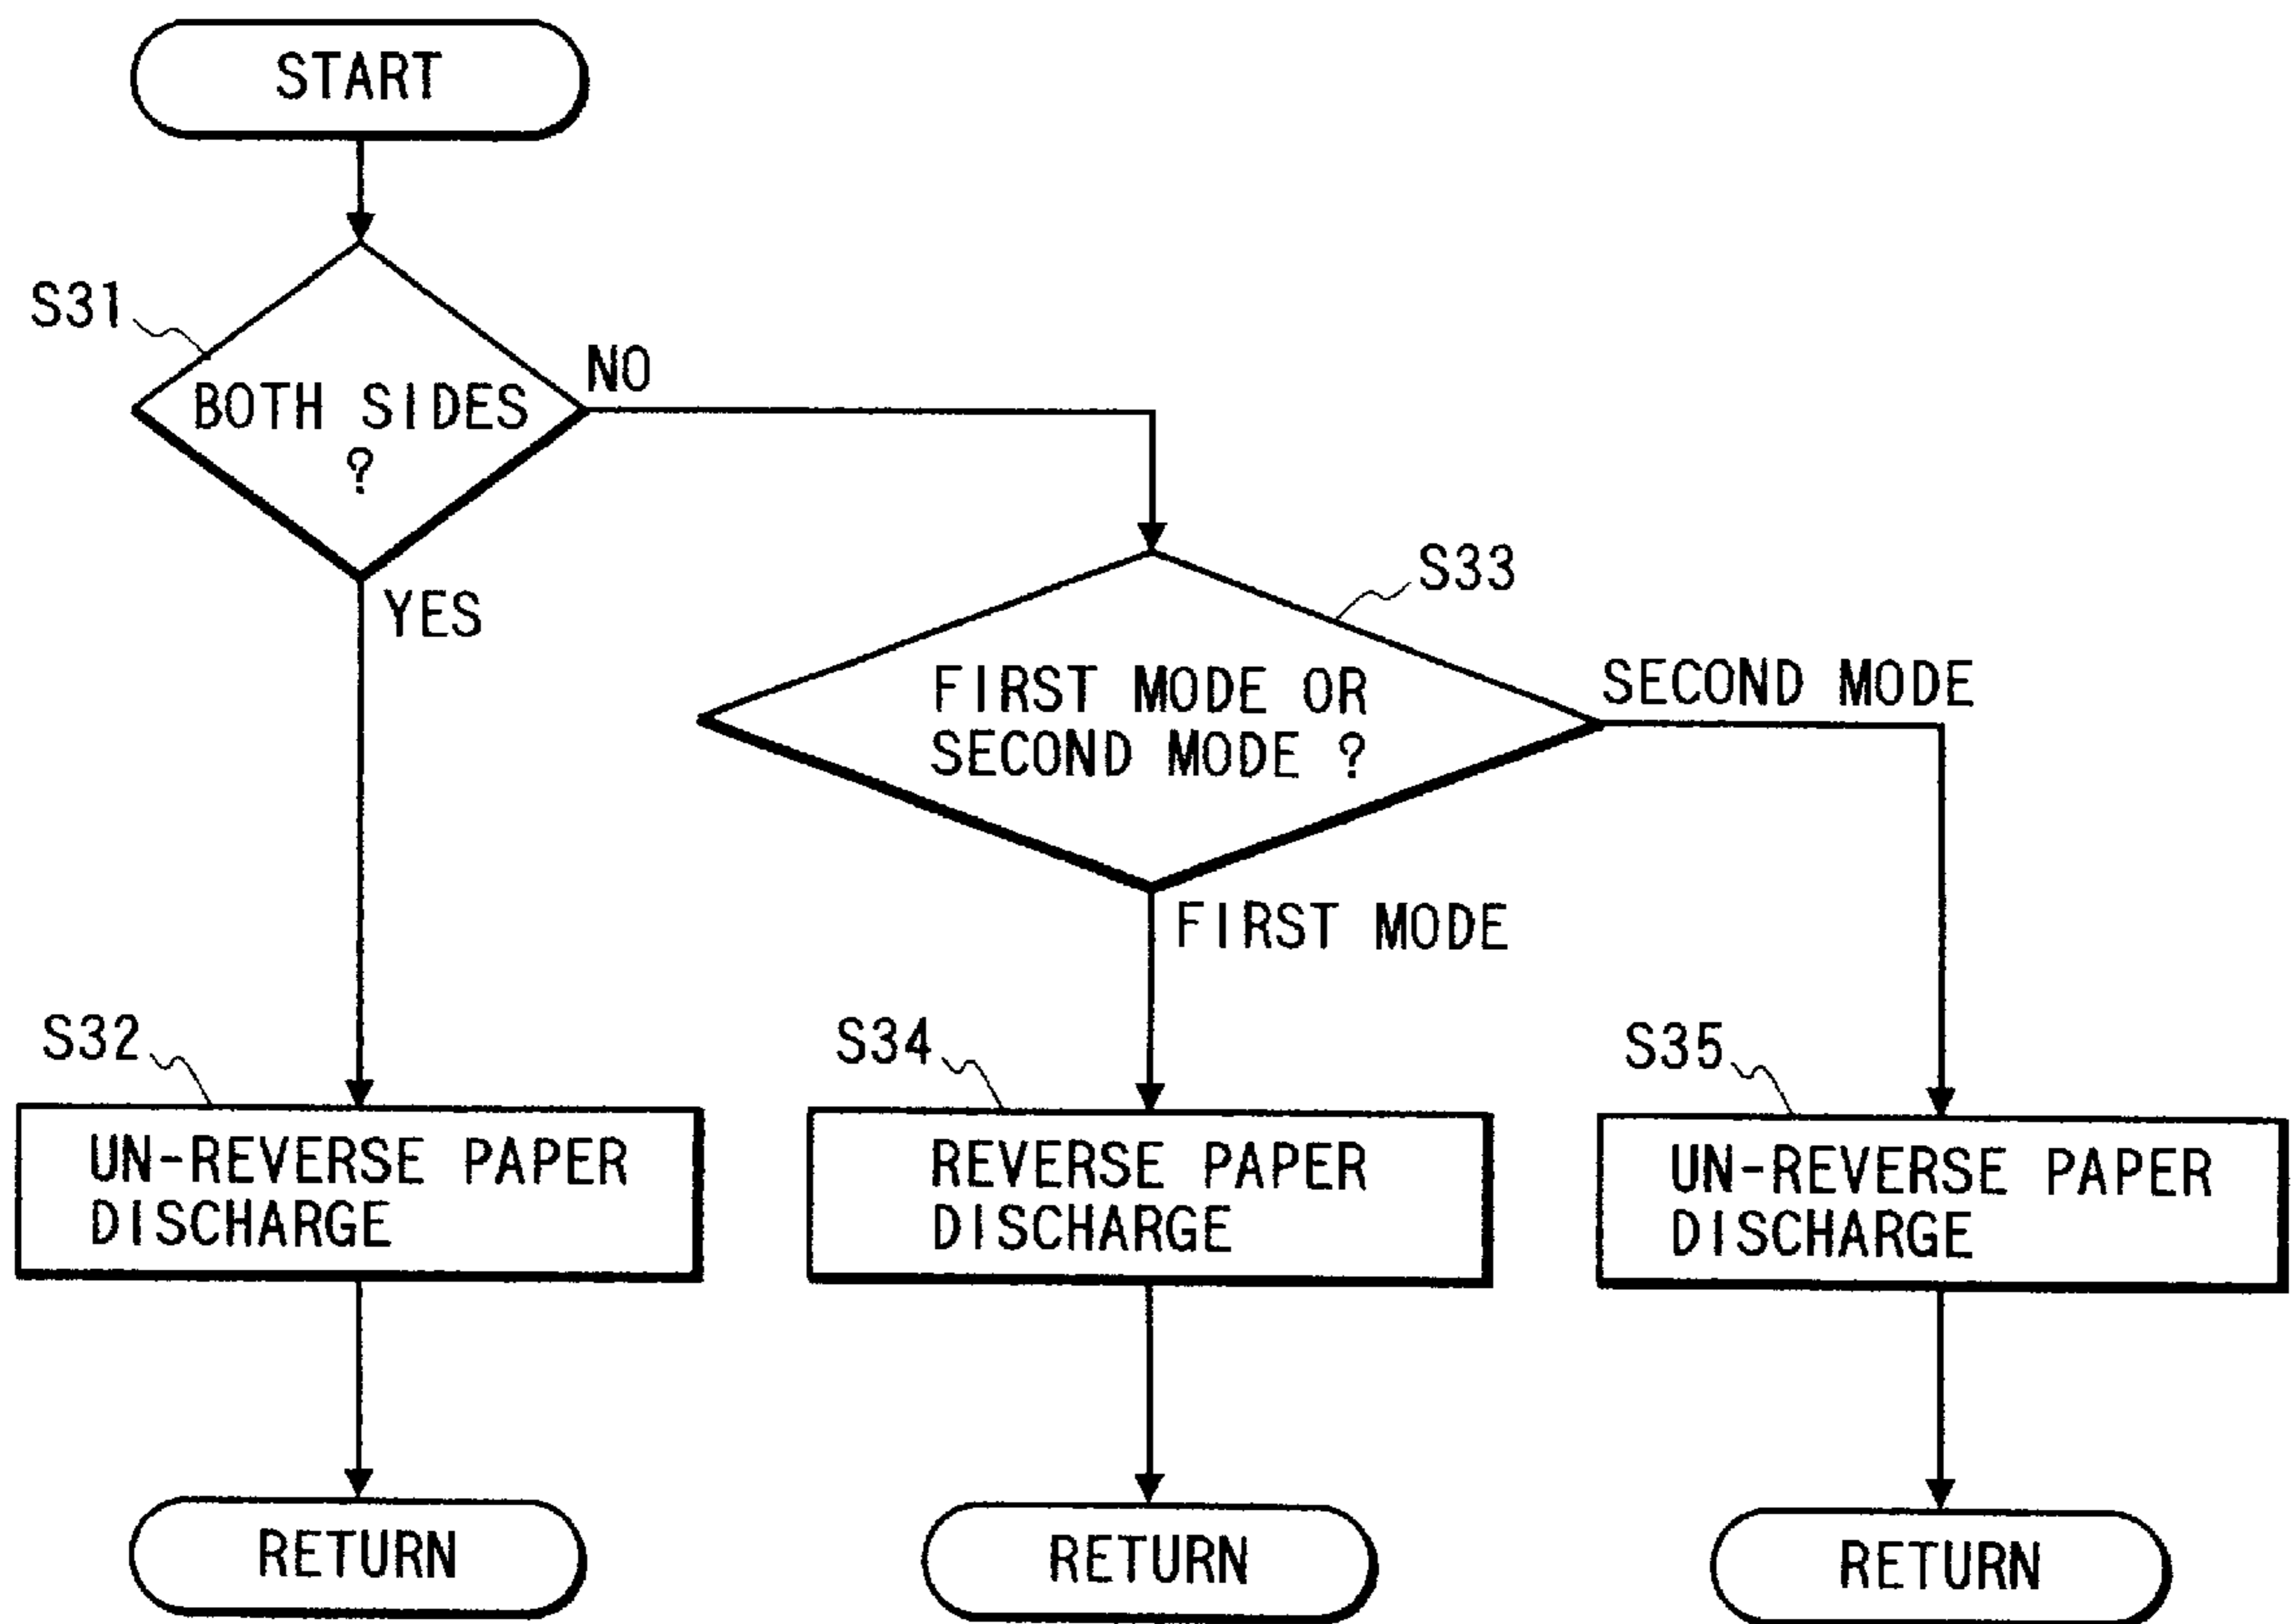 START
S31
BOTH SIDES
?
NO
YES
S33
FIRST MODE OR
SECOND MODE ?
SECOND MODE
FIRST MODE
S32
UN-REVERSE PAPER
DISCHARGE
S34
REVERSE PAPER
DISCHARGE
S35
UN-REVERSE PAPER
DISCHARGE
RETURN
RETURN
RETURN